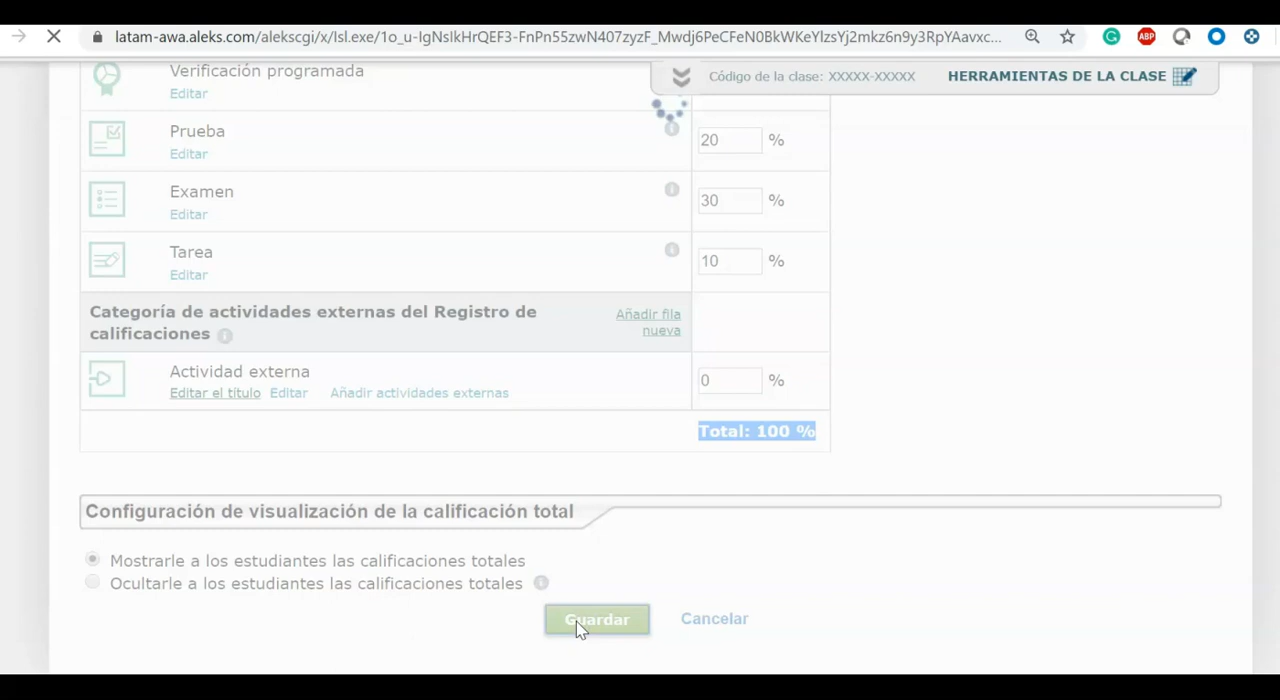 latam-awa.aleks.com/alekscgi/x/Isl.exe/1o_u-IgNsIkHrQEF3-FnPn55zwN407zyzF_Mwdj6PeCFeN0BkWKeYlzsYj2mkz6n9y3RpYAavxc...
ABP
Verificación programada
Editar
Código de la clase: XXXXX-XXXXX
HERRAMIENTAS DE LA CLASE
Prueba
Editar
20 %
Examen
Editar
30 %
Tarea
Editar
10 %
Categoría de actividades externas del Registro de
calificaciones
Añadir fila
nueva
Actividad externa
Editar el título Editar Añadir actividades externas
0 %
Total: 100 %
Configuración de visualización de la calificación total
Mostrarle a los estudiantes las calificaciones totales
Ocultarle a los estudiantes las calificaciones totales
Guardar
Cancelar